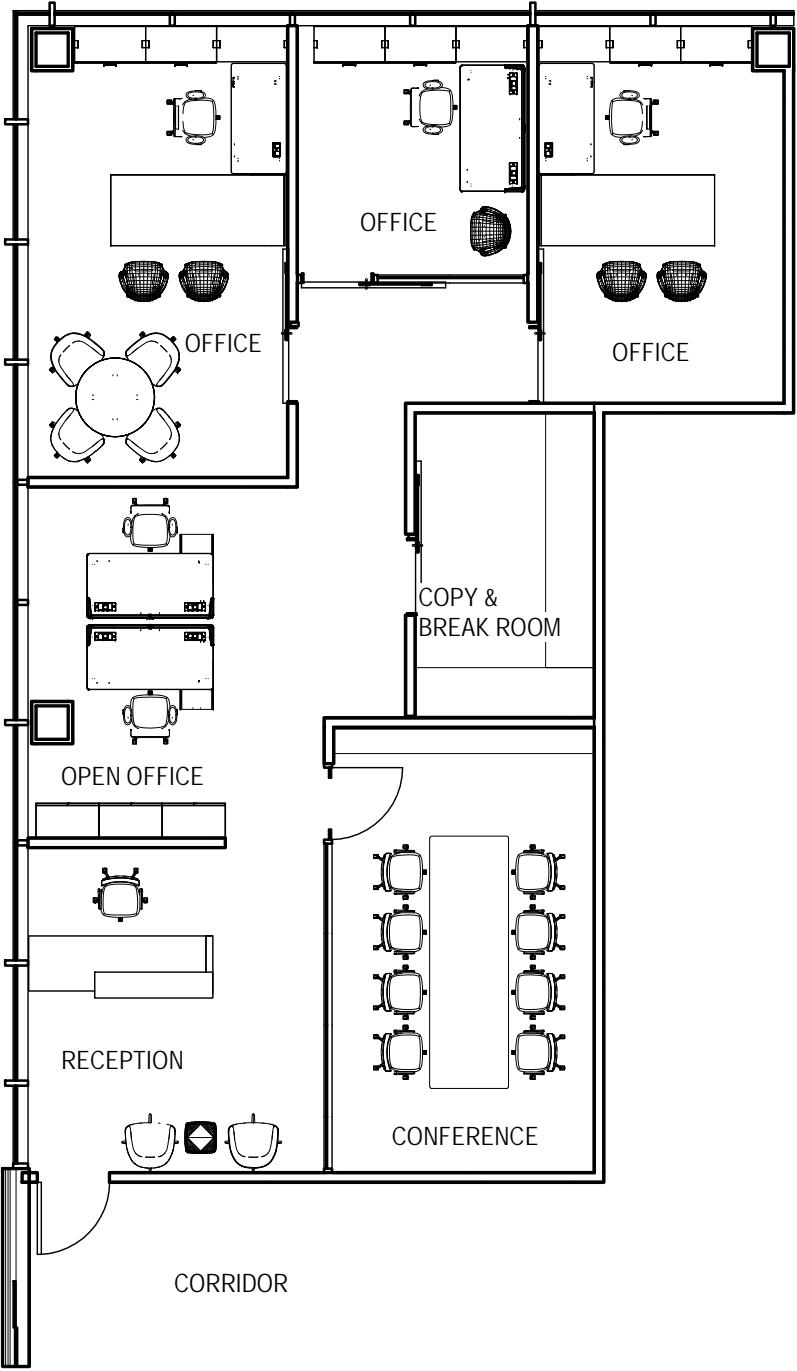 OFFICE
OFFICE
OFFICE
COPY &
BREAK ROOM
OPEN OFFICE
RECEPTION
CONFERENCE
CORRIDOR